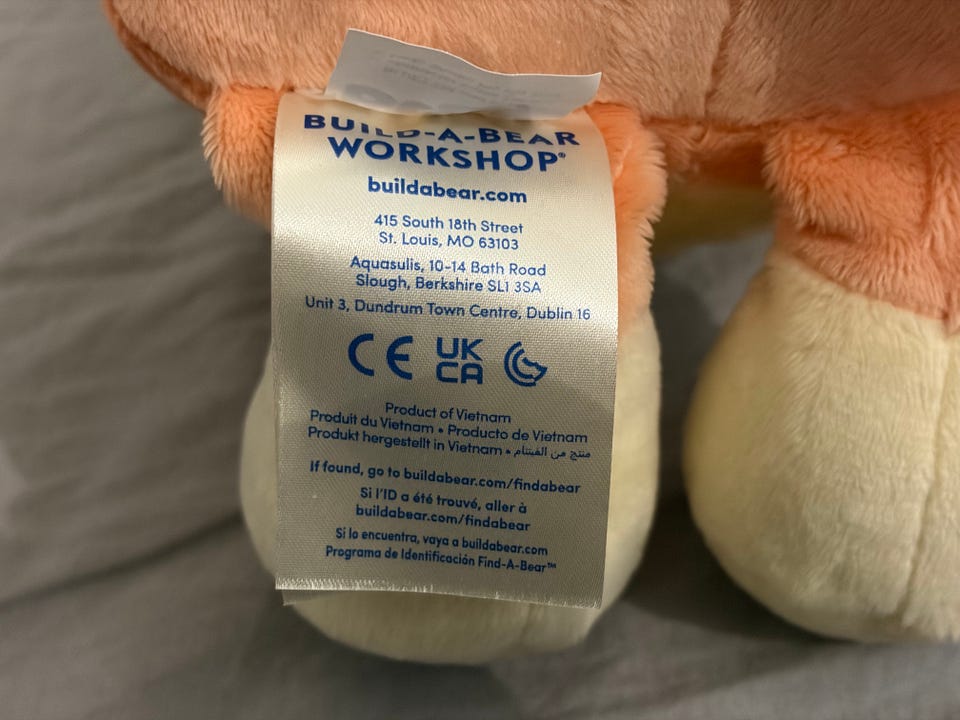 BUILD-A-BEAR
WORKSHOP®
buildabear.com
415 South 18th Street
St. Louis, MO 63103
Aquasulis, 10-14 Bath Road
Slough, Berkshire SL1 3SA
Unit 3, Dundrum Town Centre, Dublin 16
CE UK
CA
Product of Vietnam
Produit du Vietnam • Producto de Vietnam
Produkt hergestellt in Vietnam • منتج من الفيتنام
If found, go to buildabear.com/findabear
Si l'ID a été trouvé, aller à
buildabear.com/findabear
Si lo encuentra, vaya a buildabear.com
Programa de Identificación Find-A-Bear™